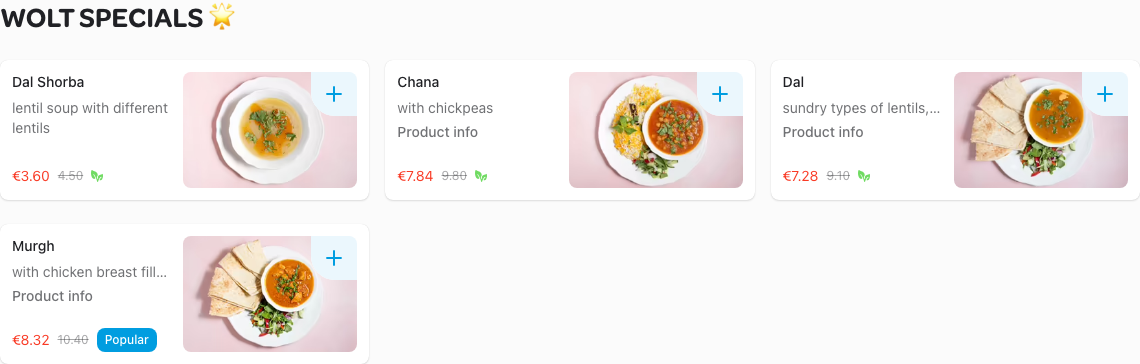 WOLT SPECIALS 🌟
Dal Shorba
lentil soup with different
lentils
€3.60 4.50
Chana
with chickpeas
Product info
€7.84 9.80
Dal
sundry types of lentils,...
Product info
€7.28 9.10
Murgh
with chicken breast fill...
Product info
€8.32 10.40 Popular